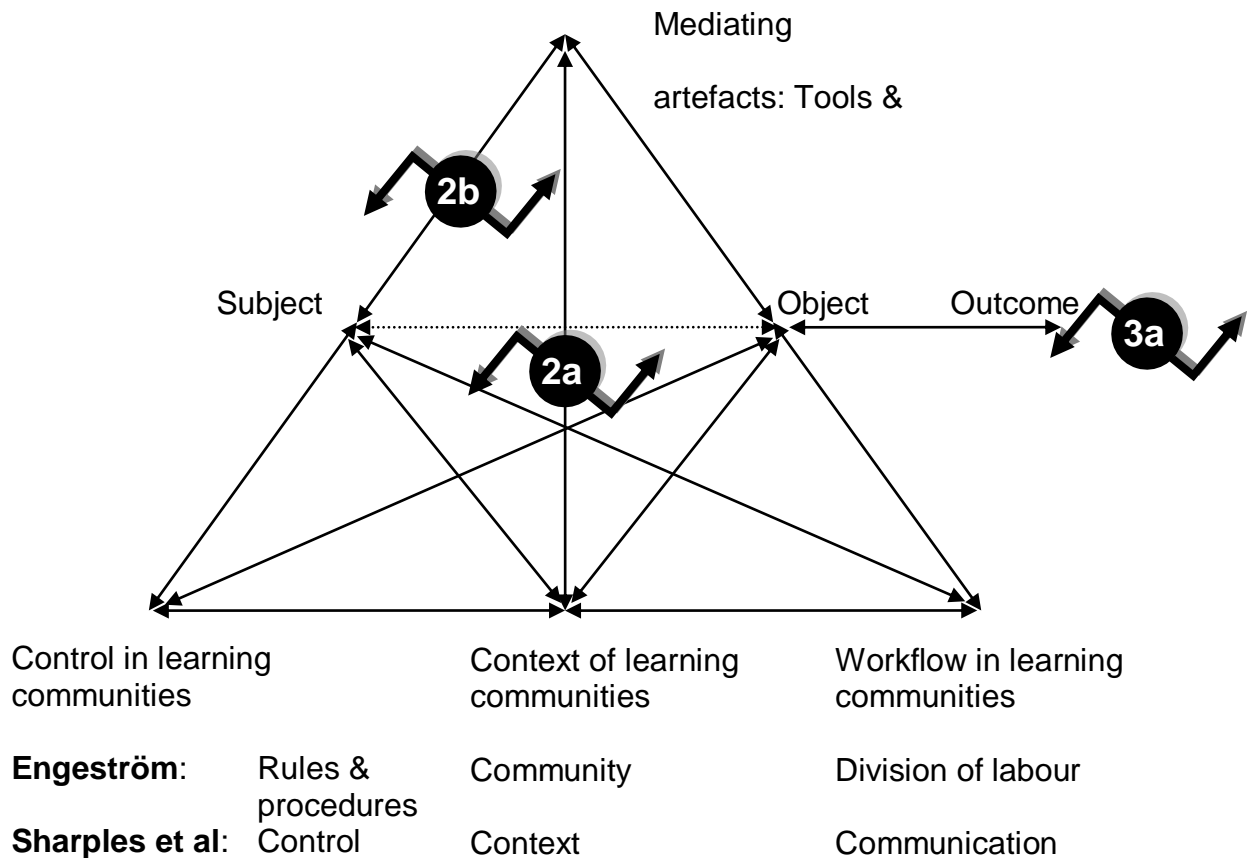 Mediating
artefacts: Tools &
2b
Subject
Object
Outcome
3a
2a
Control in learning
communities
Context of learning
communities
Workflow in learning
communities
Engeström: Rules &
procedures
Community
Division of labour
Sharples et al: Control
Context
Communication